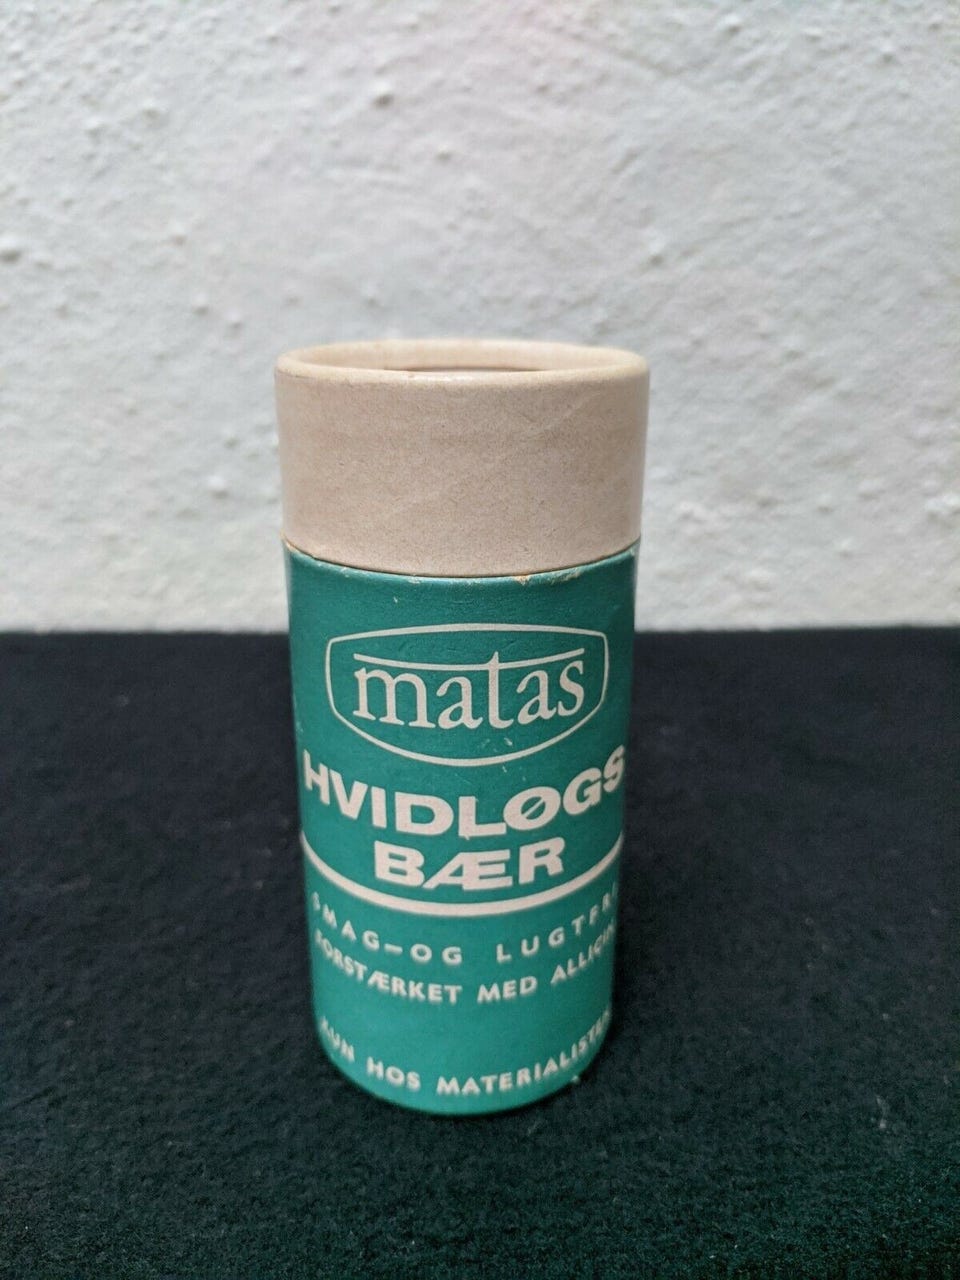 matas
HVIDLØGS
BÆR
SMAG-OG LUGTFRI
FORSTÆRKET MED ALLICIN
KUN HOS MATERIALISTEN